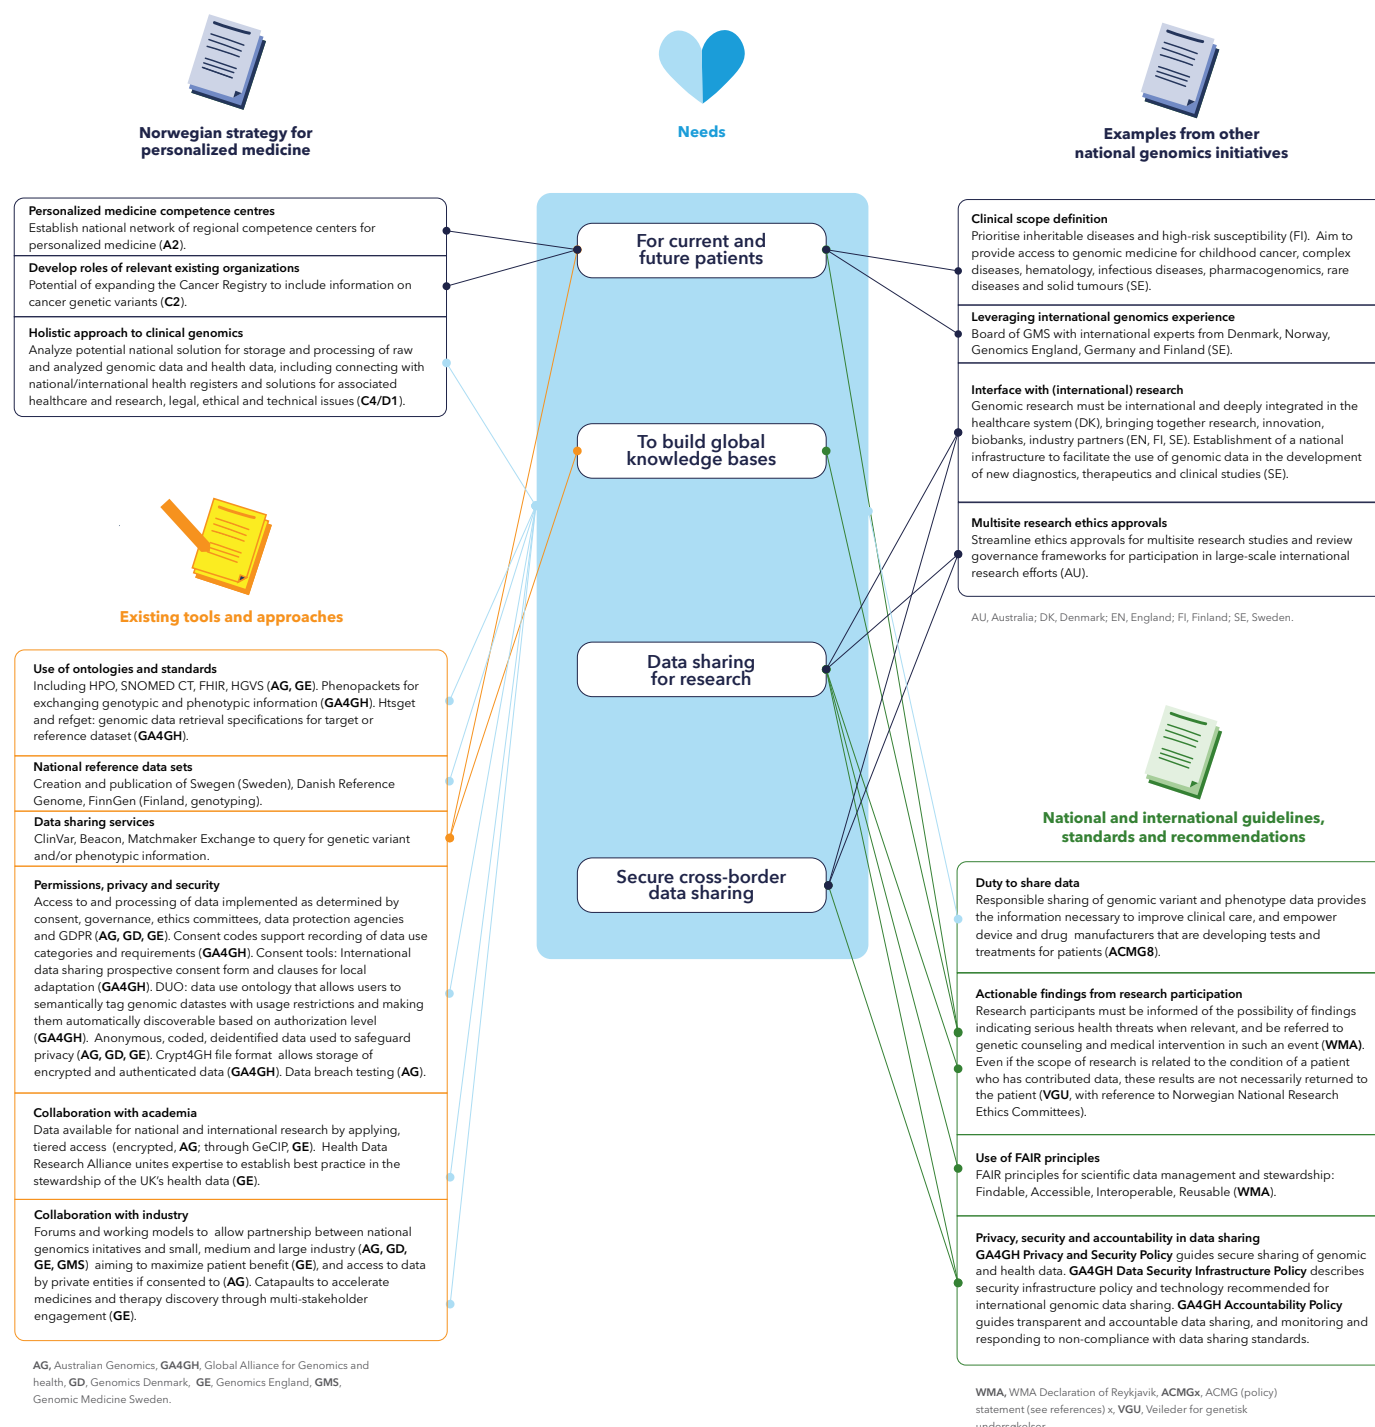 Norwegian strategy for
personalized medicine
Personalized medicine competence centres
Establish national network of regional competence centers for
personalized medicine (A2).
Develop roles of relevant existing organizations
Potential of expanding the Cancer Registry to include information on
cancer genetic variants (C2).
Holistic approach to clinical genomics
Analyze potential national solution for storage and processing of raw
and analyzed genomic data and health data, including connecting with
national/international health registers and solutions for associated
healthcare and research, legal, ethical and technical issues (C4/D1).
Existing tools and approaches
Use of ontologies and standards
Including HPO, SNOMED CT, FHIR, HGVS (AG, GE). Phenopackets for
exchanging genotypic and phenotypic information (GA4GH). Htsget
and refget: genomic data retrieval specifications for target or
reference dataset (GA4GH).
National reference data sets
Creation and publication of Swegen (Sweden), Danish Reference
Genome, FinnGen (Finland, genotyping).
Data sharing services
ClinVar, Beacon, Matchmaker Exchange to query for genetic variant
and/or phenotypic information.
Permissions, privacy and security
Access to and processing of data implemented as determined by
consent, governance, ethics committees, data protection agencies
and GDPR (AG, GD, GE). Consent codes support recording of data use
categories and requirements (GA4GH). Consent tools: International
data sharing prospective consent form and clauses for local
adaptation (GA4GH). DUO: data use ontology that allows users to
semantically tag genomic datastes with usage restrictions and making
them automatically discoverable based on authorization level
(GA4GH). Anonymous, coded, deidentified data used to safeguard
privacy (AG, GD, GE). Crypt4GH file format allows storage of
encrypted and authenticated data (GA4GH). Data breach testing (AG).
Collaboration with academia
Data available for national and international research by applying,
tiered access (encrypted, AG; through GeCIP, GE). Health Data
Research Alliance unites expertise to establish best practice in the
stewardship of the UK's health data (GE).
Collaboration with industry
Forums and working models to allow partnership between national
genomics initatives and small, medium and large industry (AG, GD,
GE, GMS) aiming to maximize patient benefit (GE), and access to data
by private entities if consented to (AG). Catapaults to accelerate
medicines and therapy discovery through multi-stakeholder
engagement (GE).
AG, Australian Genomics, GA4GH, Global Alliance for Genomics and
health, GD, Genomics Denmark, GE, Genomics England, GMS,
Genomic Medicine Sweden.
Needs
For current and
future patients
To build global
knowledge bases
Data sharing
for research
Secure cross-border
data sharing
Examples from other
national genomics initiatives
Clinical scope definition
Prioritise inheritable diseases and high-risk susceptibility (FI). Aim to
provide access to genomic medicine for childhood cancer, complex
diseases, hematology, infectious diseases, pharmacogenomics, rare
diseases and solid tumours (SE).
Leveraging international genomics experience
Board of GMS with international experts from Denmark, Norway,
Genomics England, Germany and Finland (SE).
Interface with (international) research
Genomic research must be international and deeply integrated in the
healthcare system (DK), bringing together research, innovation,
biobanks, industry partners (EN, FI, SE). Establishment of a national
infrastructure to facilitate the use of genomic data in the development
of new diagnostics, therapeutics and clinical studies (SE).
Multisite research ethics approvals
Streamline ethics approvals for multisite research studies and review
governance frameworks for participation in large-scale international
research efforts (AU).
AU, Australia; DK, Denmark; EN, England; FI, Finland; SE, Sweden.
National and international guidelines,
standards and recommendations
Duty to share data
Responsible sharing of genomic variant and phenotype data provides
the information necessary to improve clinical care, and empower
device and drug manufacturers that are developing tests and
treatments for patients (ACMG8).
Actionable findings from research participation
Research participants must be informed of the possibility of findings
indicating serious health threats when relevant, and be referred to
genetic counseling and medical intervention in such an event (WMA).
Even if the scope of research is related to the condition of a patient
who has contributed data, these results are not necessarily returned to
the patient (VGU, with reference to Norwegian National Research
Ethics Committees).
Use of FAIR principles
FAIR principles for scientific data management and stewardship:
Findable, Accessible, Interoperable, Reusable (WMA).
Privacy, security and accountability in data sharing
GA4GH Privacy and Security Policy guides secure sharing of genomic
and health data. GA4GH Data Security Infrastructure Policy describes
security infrastructure policy and technology recommended for
international genomic data sharing. GA4GH Accountability Policy
guides transparent and accountable data sharing, and monitoring and
responding to non-compliance with data sharing standards.
WMA, WMA Declaration of Reykjavik, ACMGx, ACMG (policy)
statement (see references) x, VGU, Veileder for genetisk
undersøkelser